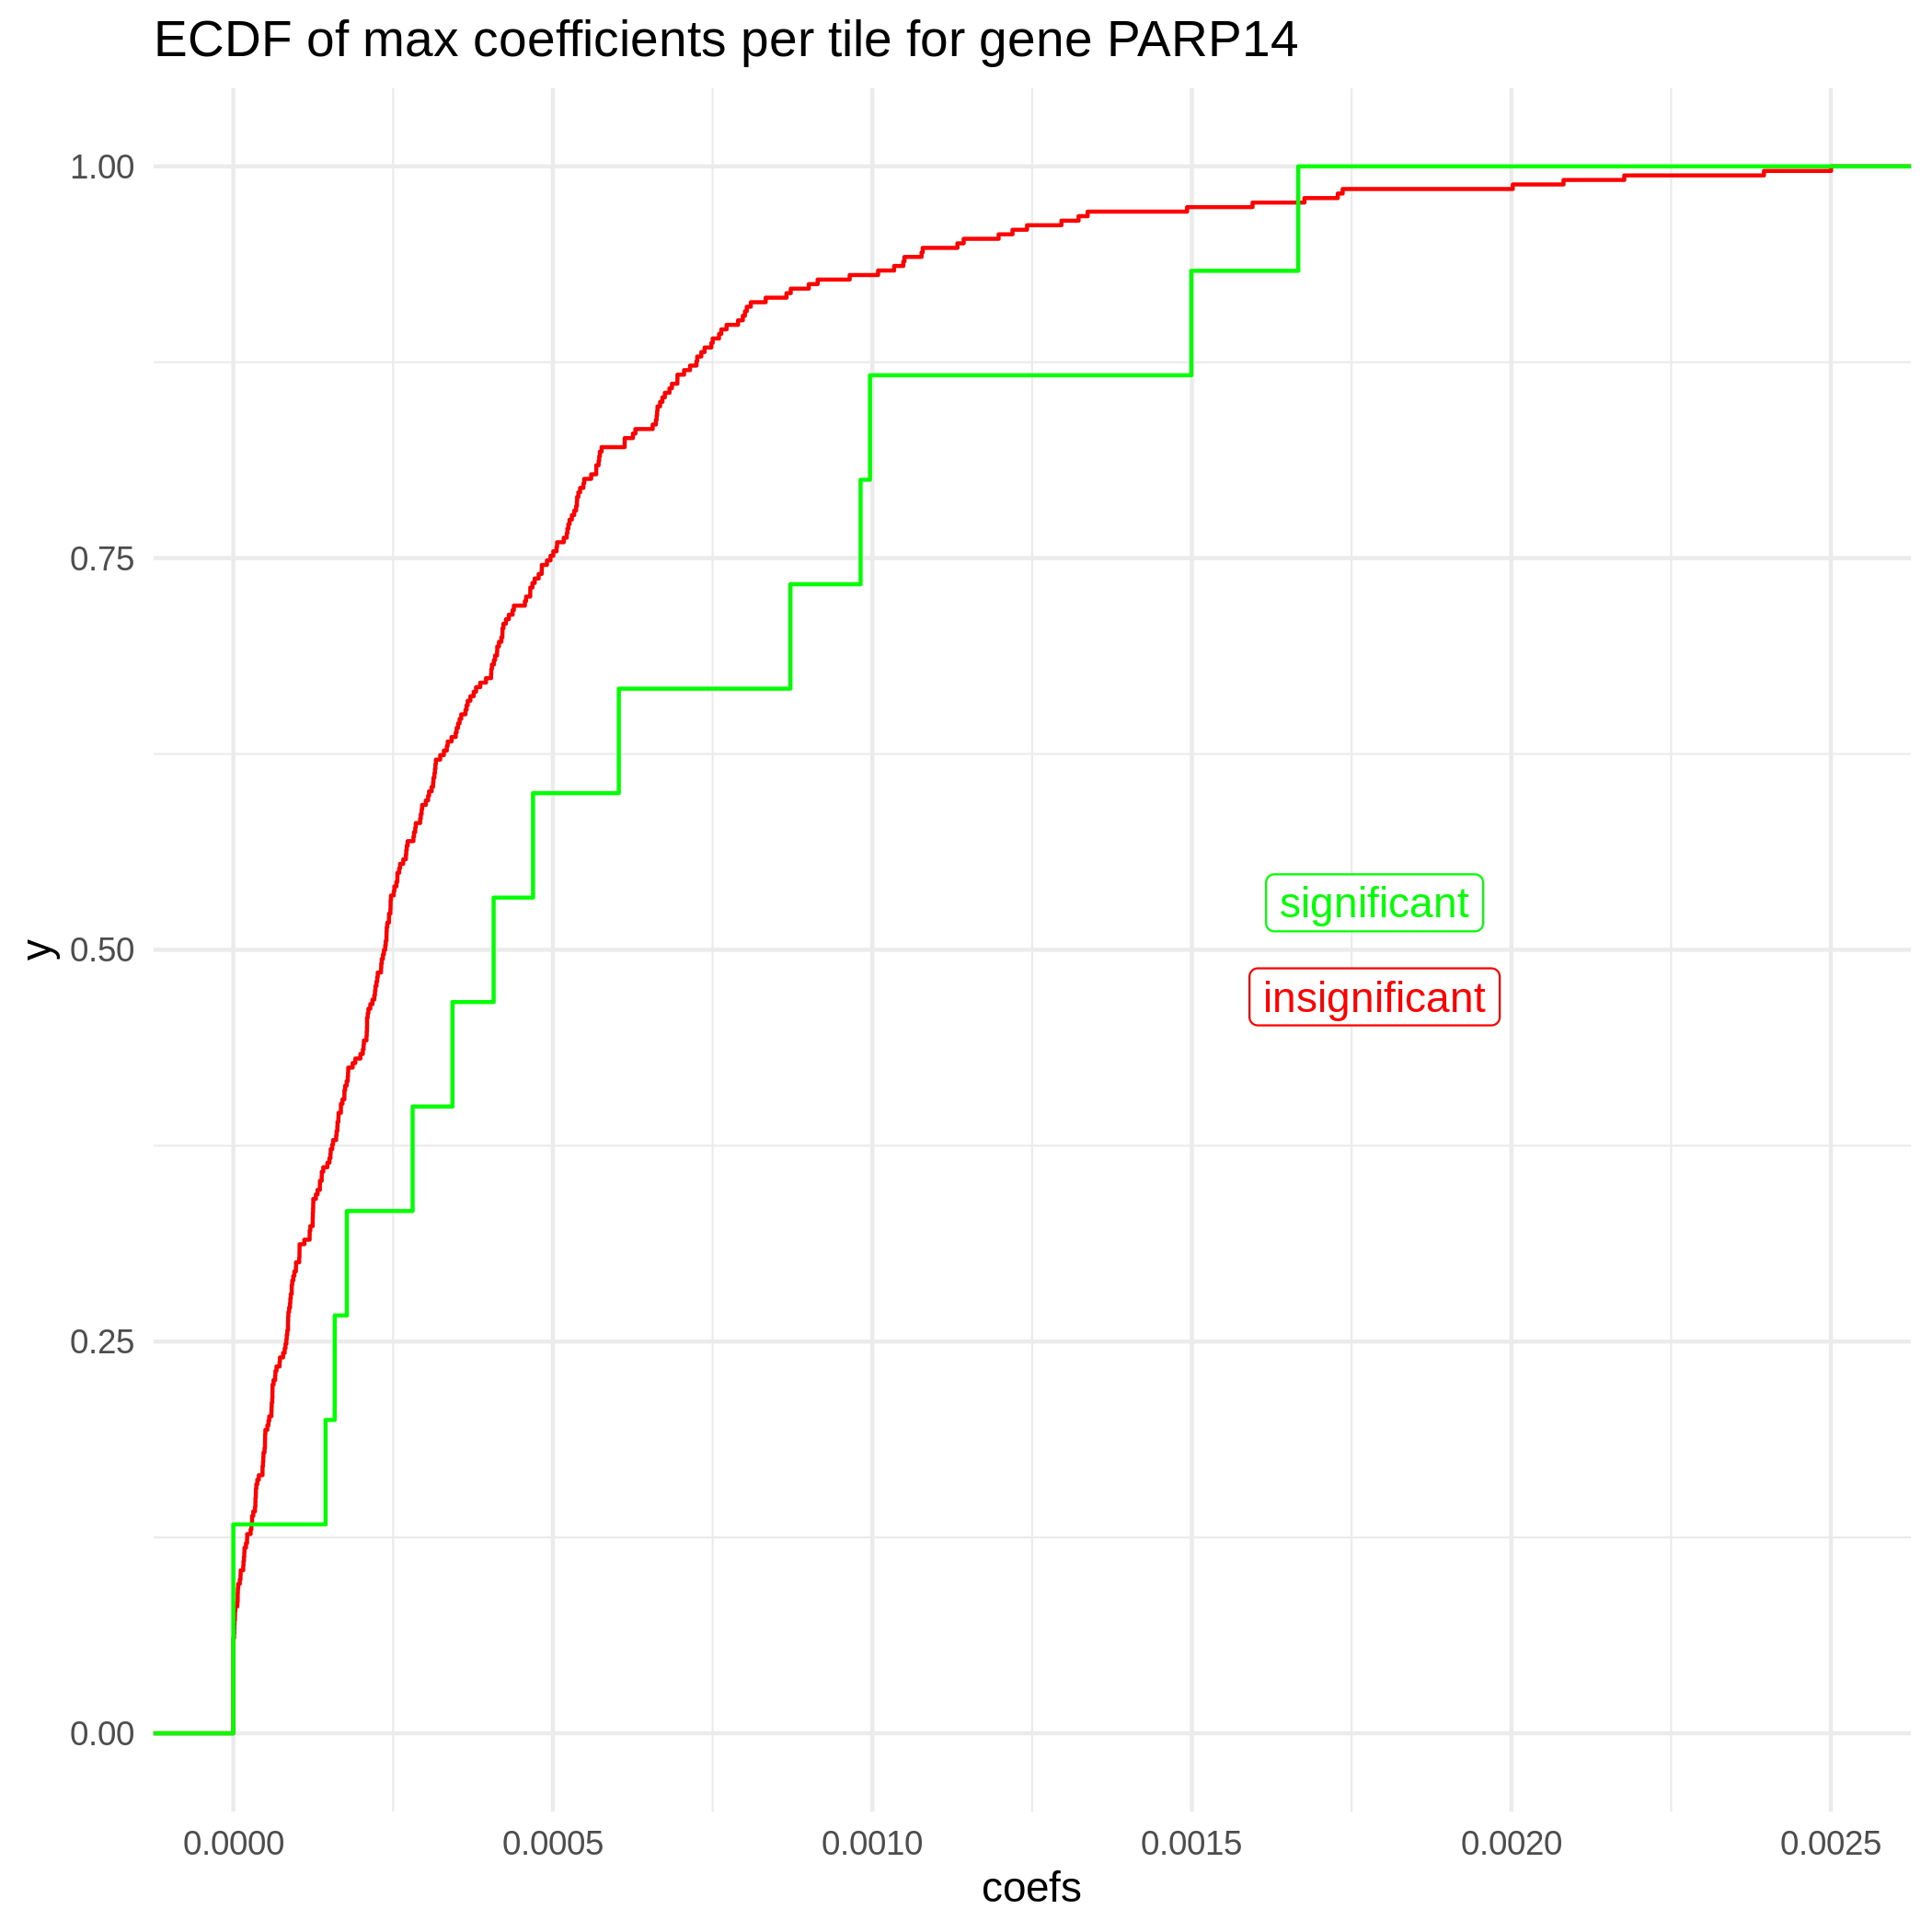 ECDF of max coefficients per tile for gene PARP14
1.00
0.75
0.50
0.25
0.00
y
significant
insignificant
0.0000 0.0005 0.0010 0.0015 0.0020 0.0025
coefs